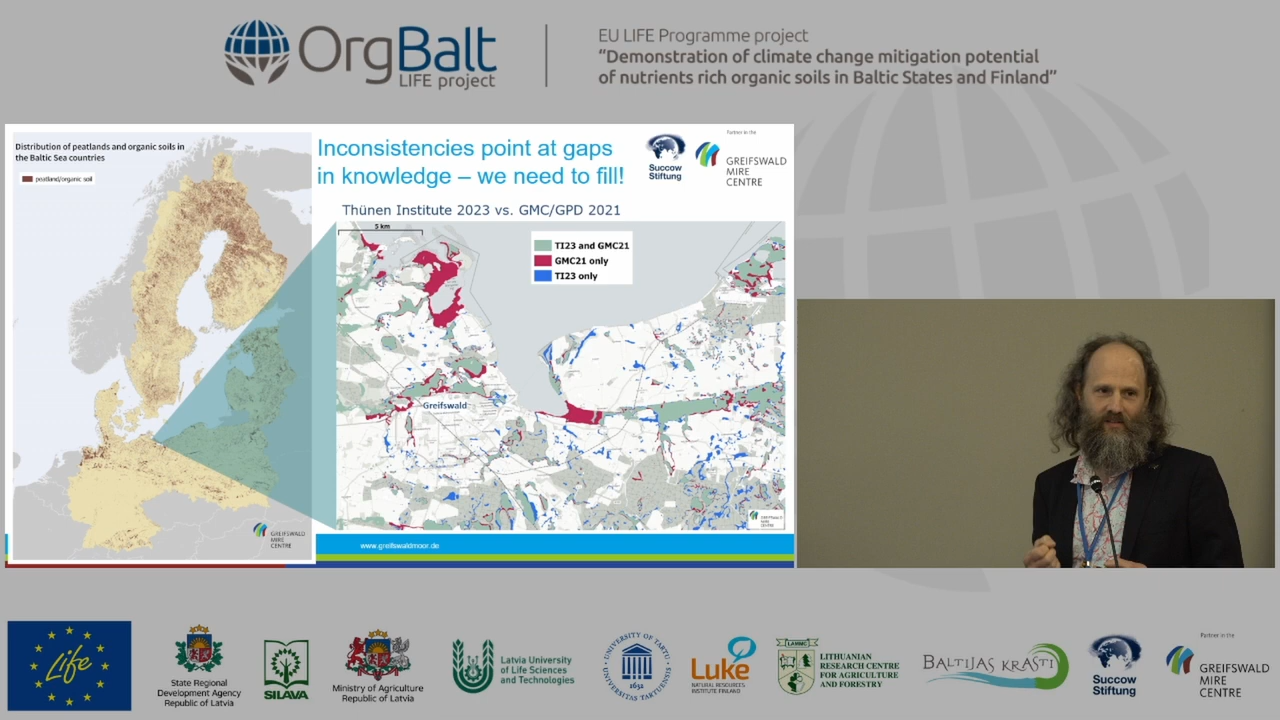 OrgBalt
LIFE project
EU LIFE Programme project
“Demonstration of climate change mitigation potential
of nutrients rich organic soils in Baltic States and Finland”
Distribution of peatlands and organic soils in
the Baltic Sea countries
peatland/organic soil
Inconsistencies point at gaps
in knowledge – we need to fill!
Succow
Stiftung
Partner in the
GREIFSWALD
MIRE
CENTRE
Thünen Institute 2023 vs. GMC/GPD 2021
5 km
TI23 and GMC21
GMC21 only
TI23 only
Greifswald
GREIFSWALD
MIRE
CENTRE
www.greifswaldmoor.de
Life
State Regional
Development Agency
Republic of Latvia
SILAVA
Ministry of Agriculture
Republic of Latvia
Latvia University
of Life Sciences
and Technologies
UNIVERSITY OF TARTU
UNIVERSITAS TARTUENSIS
1632
Luke
NATURAL RESOURCES
INSTITUTE FINLAND
LAMMC
LITHUANIAN
RESEARCH CENTRE
FOR AGRICULTURE
AND FORESTRY
BALTIJAS KRASTI
Succow
Stiftung
Partner in the
GREIFSWALD
MIRE
CENTRE